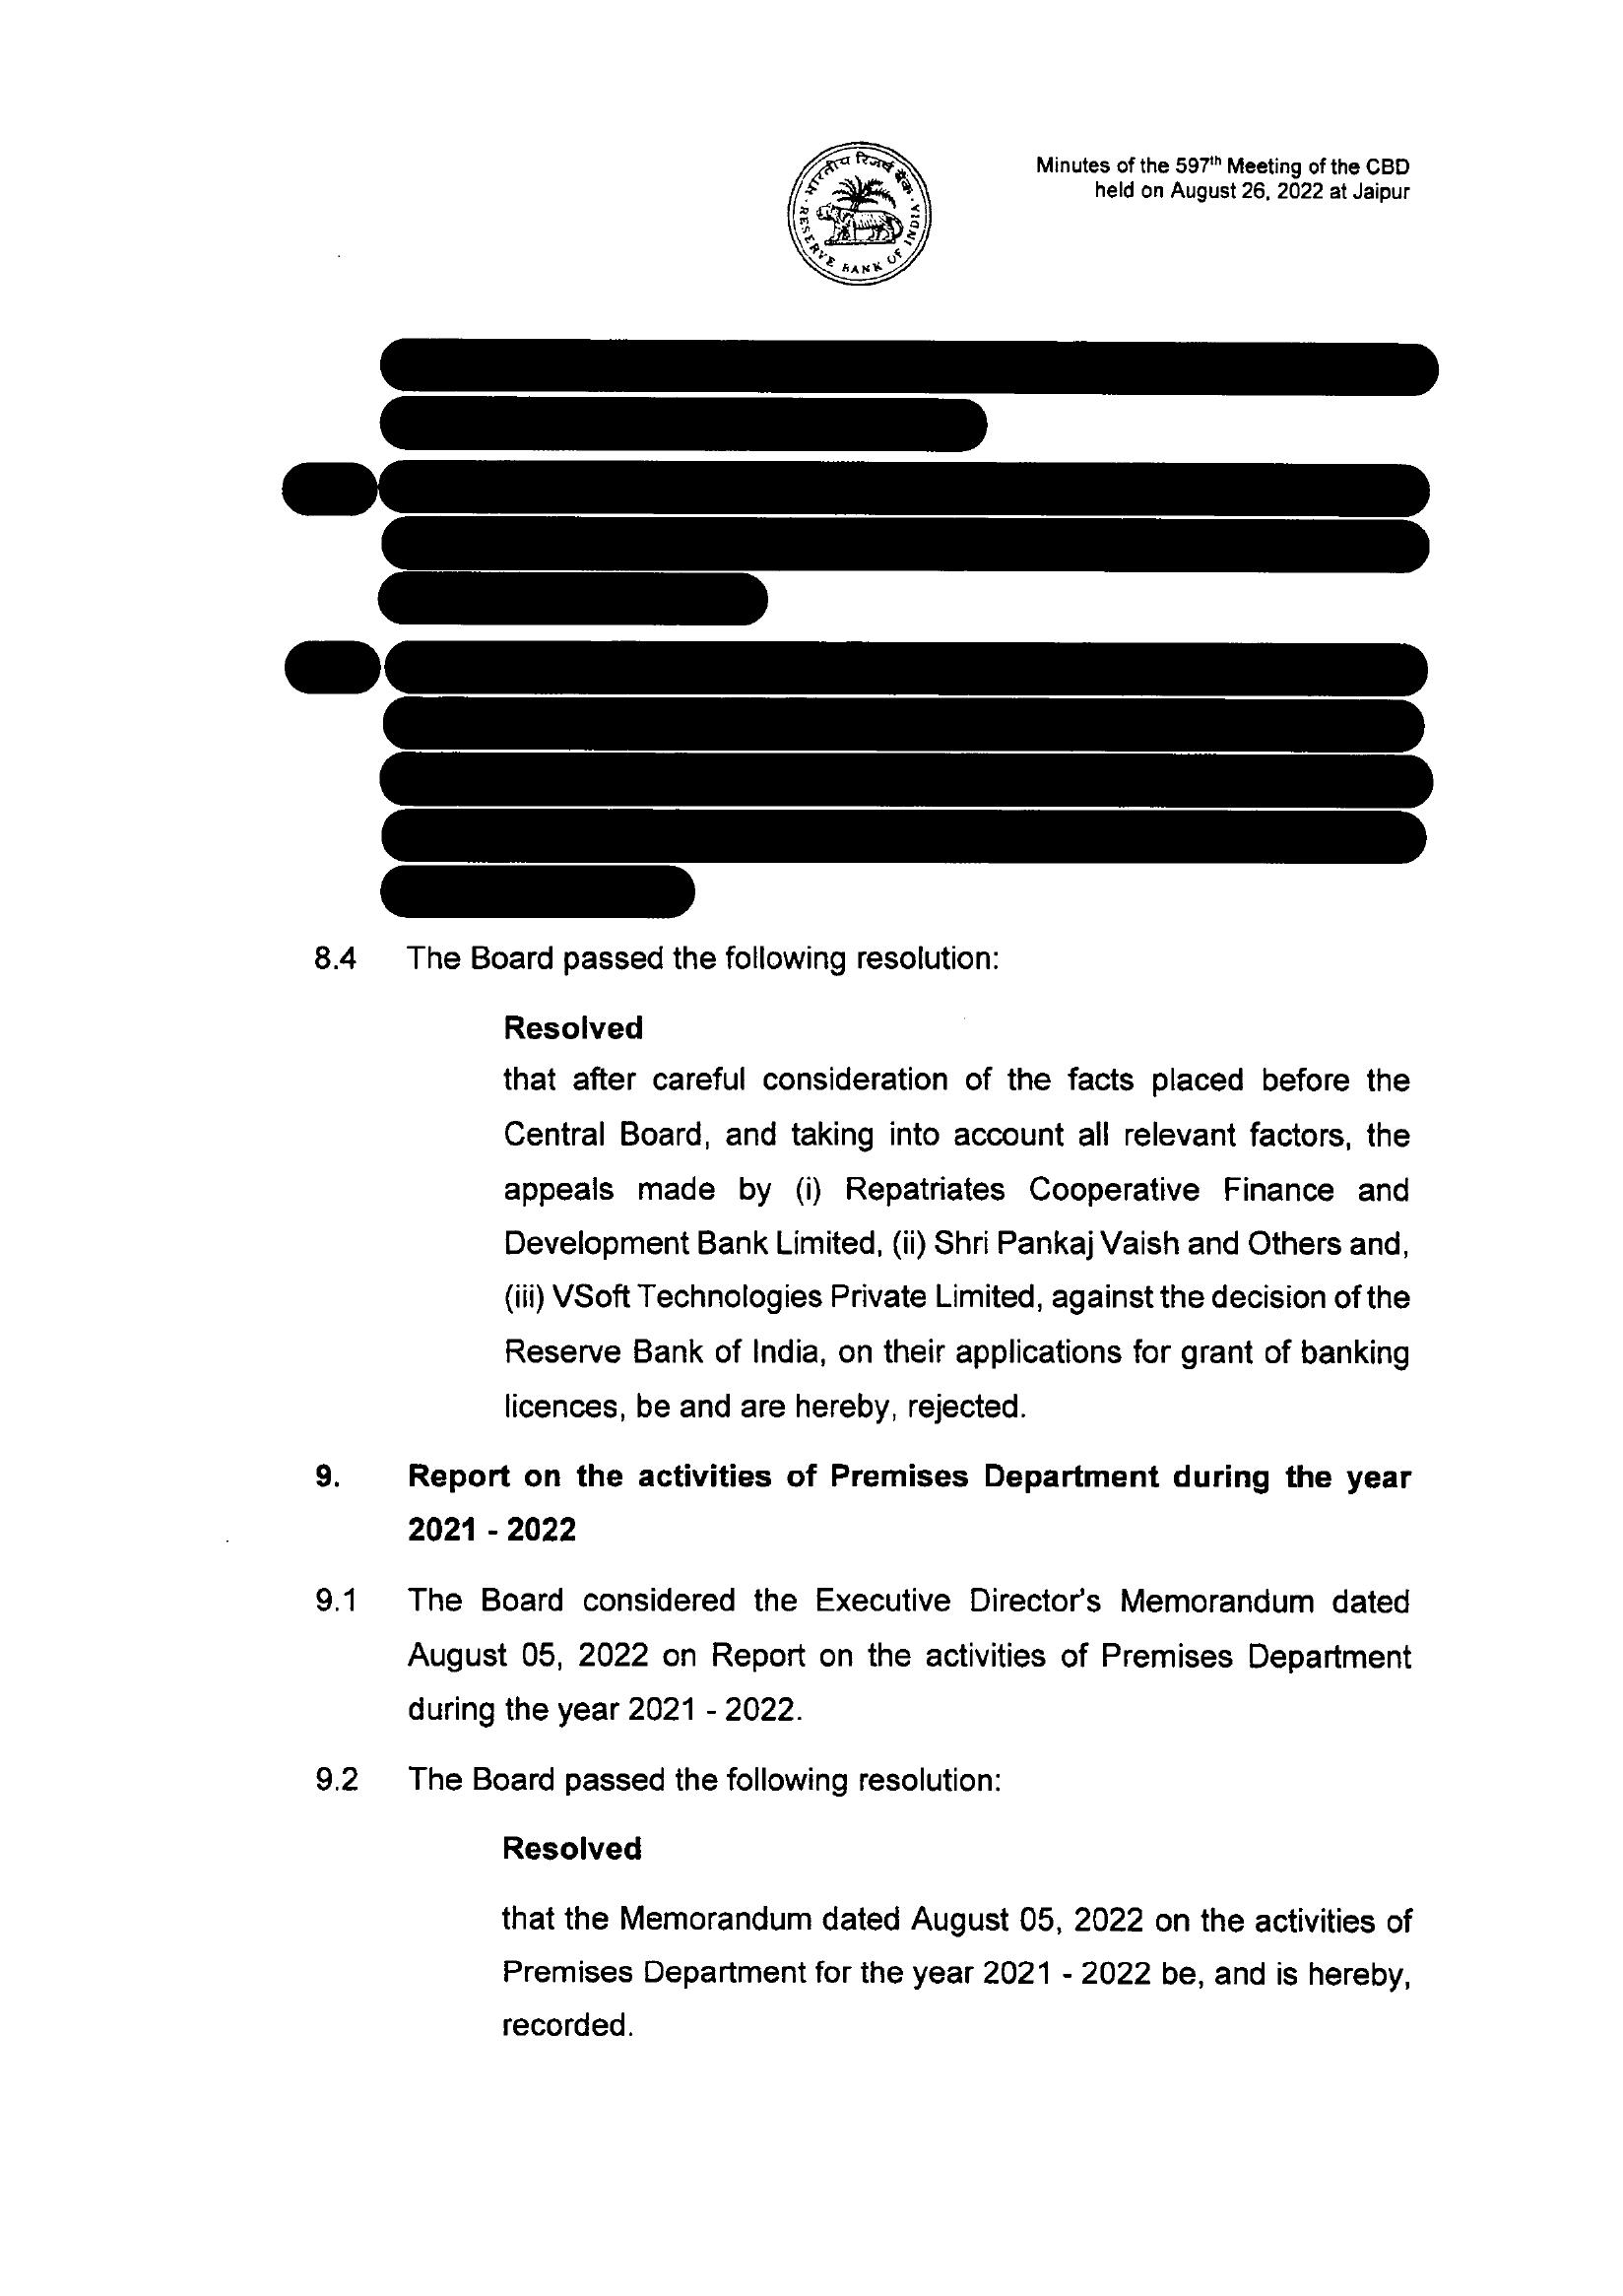 Minutes of the 597th Meeting of the CBD
held on August 26, 2022 at Jaipur
भारतीय रिज़र्व बैंक
RESERVE BANK OF INDIA
8.4 The Board passed the following resolution:
Resolved
that after careful consideration of the facts placed before the
Central Board, and taking into account all relevant factors, the
appeals made by (i) Repatriates Cooperative Finance and
Development Bank Limited, (ii) Shri Pankaj Vaish and Others and,
(iii) VSoft Technologies Private Limited, against the decision of the
Reserve Bank of India, on their applications for grant of banking
licences, be and are hereby, rejected.
9. Report on the activities of Premises Department during the year
2021 - 2022
9.1 The Board considered the Executive Director's Memorandum dated
August 05, 2022 on Report on the activities of Premises Department
during the year 2021 - 2022.
9.2 The Board passed the following resolution:
Resolved
that the Memorandum dated August 05, 2022 on the activities of
Premises Department for the year 2021 - 2022 be, and is hereby,
recorded.